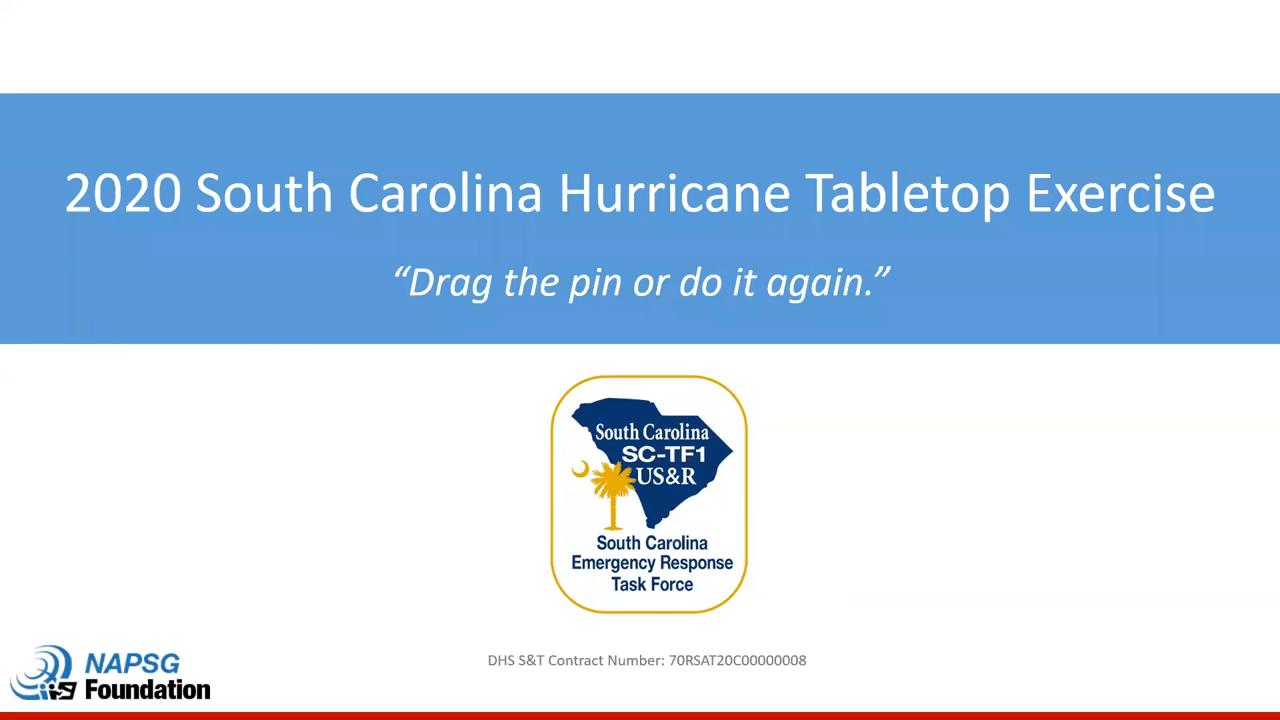 2020 South Carolina Hurricane Tabletop Exercise
“Drag the pin or do it again.”
South Carolina
SC-TF1
US&R
South Carolina
Emergency Response
Task Force
DHS S&T Contract Number: 70RSAT20C00000008
NAPSG
Foundation